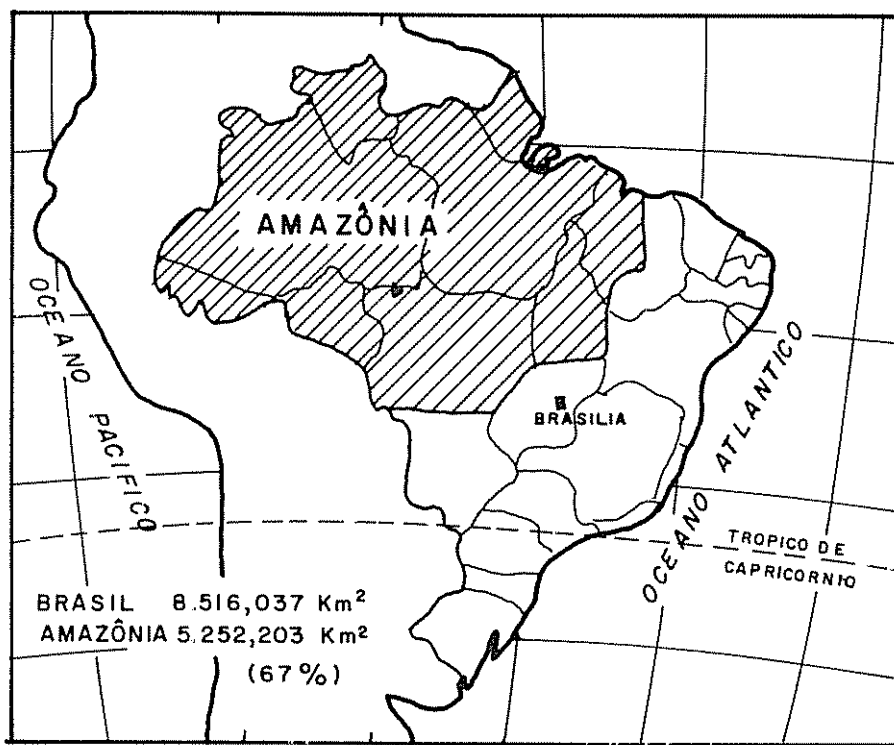 AMAZÔNIA
OCEANO PACIFICO
BRASILIA
OCEANO ATLANTICO
TROPICO DE
CAPRICORNIO
BRASIL 8.516,037 Km²
AMAZÔNIA 5.252,203 Km²
(67%)